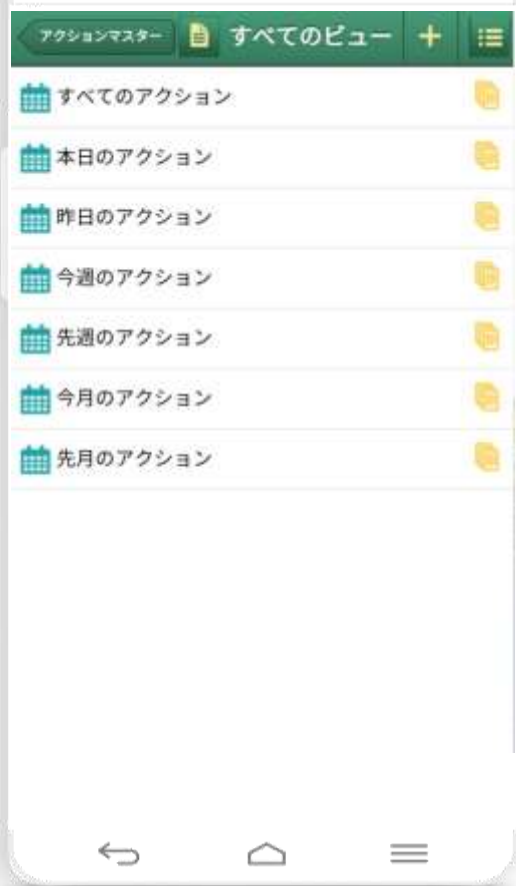 アクションマスター すべてのビュー +
すべてのアクション
本日のアクション
昨日のアクション
今週のアクション
先週のアクション
今月のアクション
先月のアクション